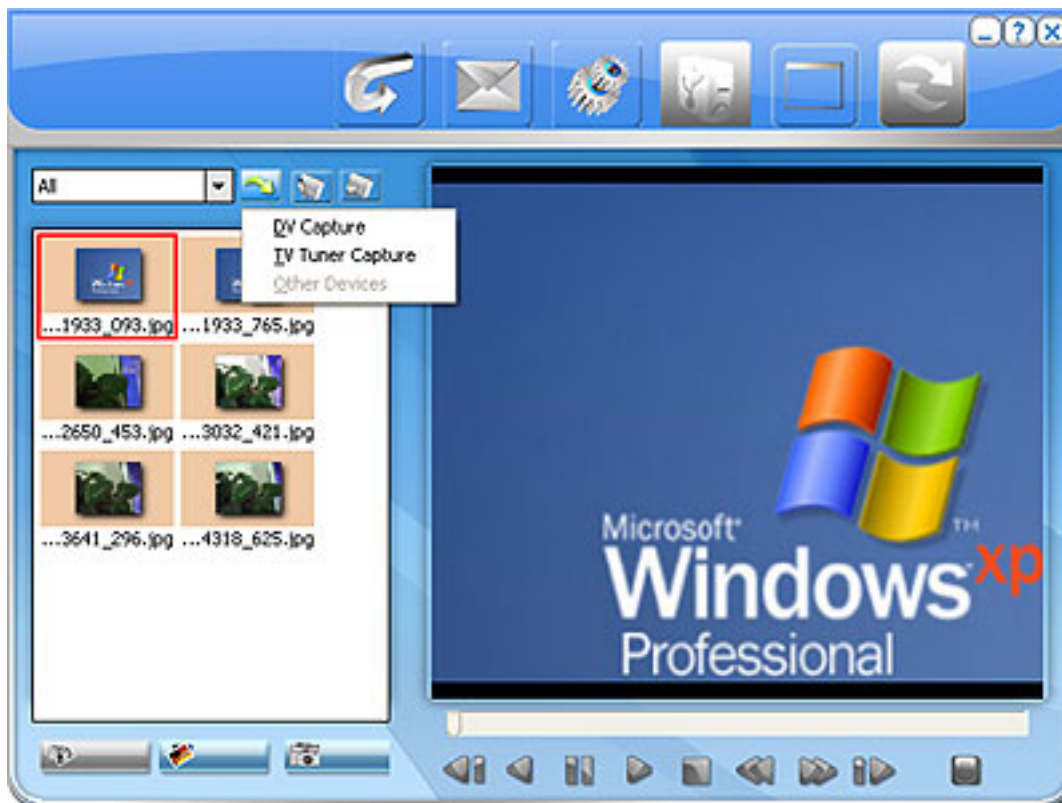 All
DV Capture
TV Tuner Capture
Other Devices
...1933_093.jpg ...1933_765.jpg
...2650_453.jpg ...3032_421.jpg
...3641_296.jpg ...4318_625.jpg
Microsoft®
Windows xp
TM
Professional